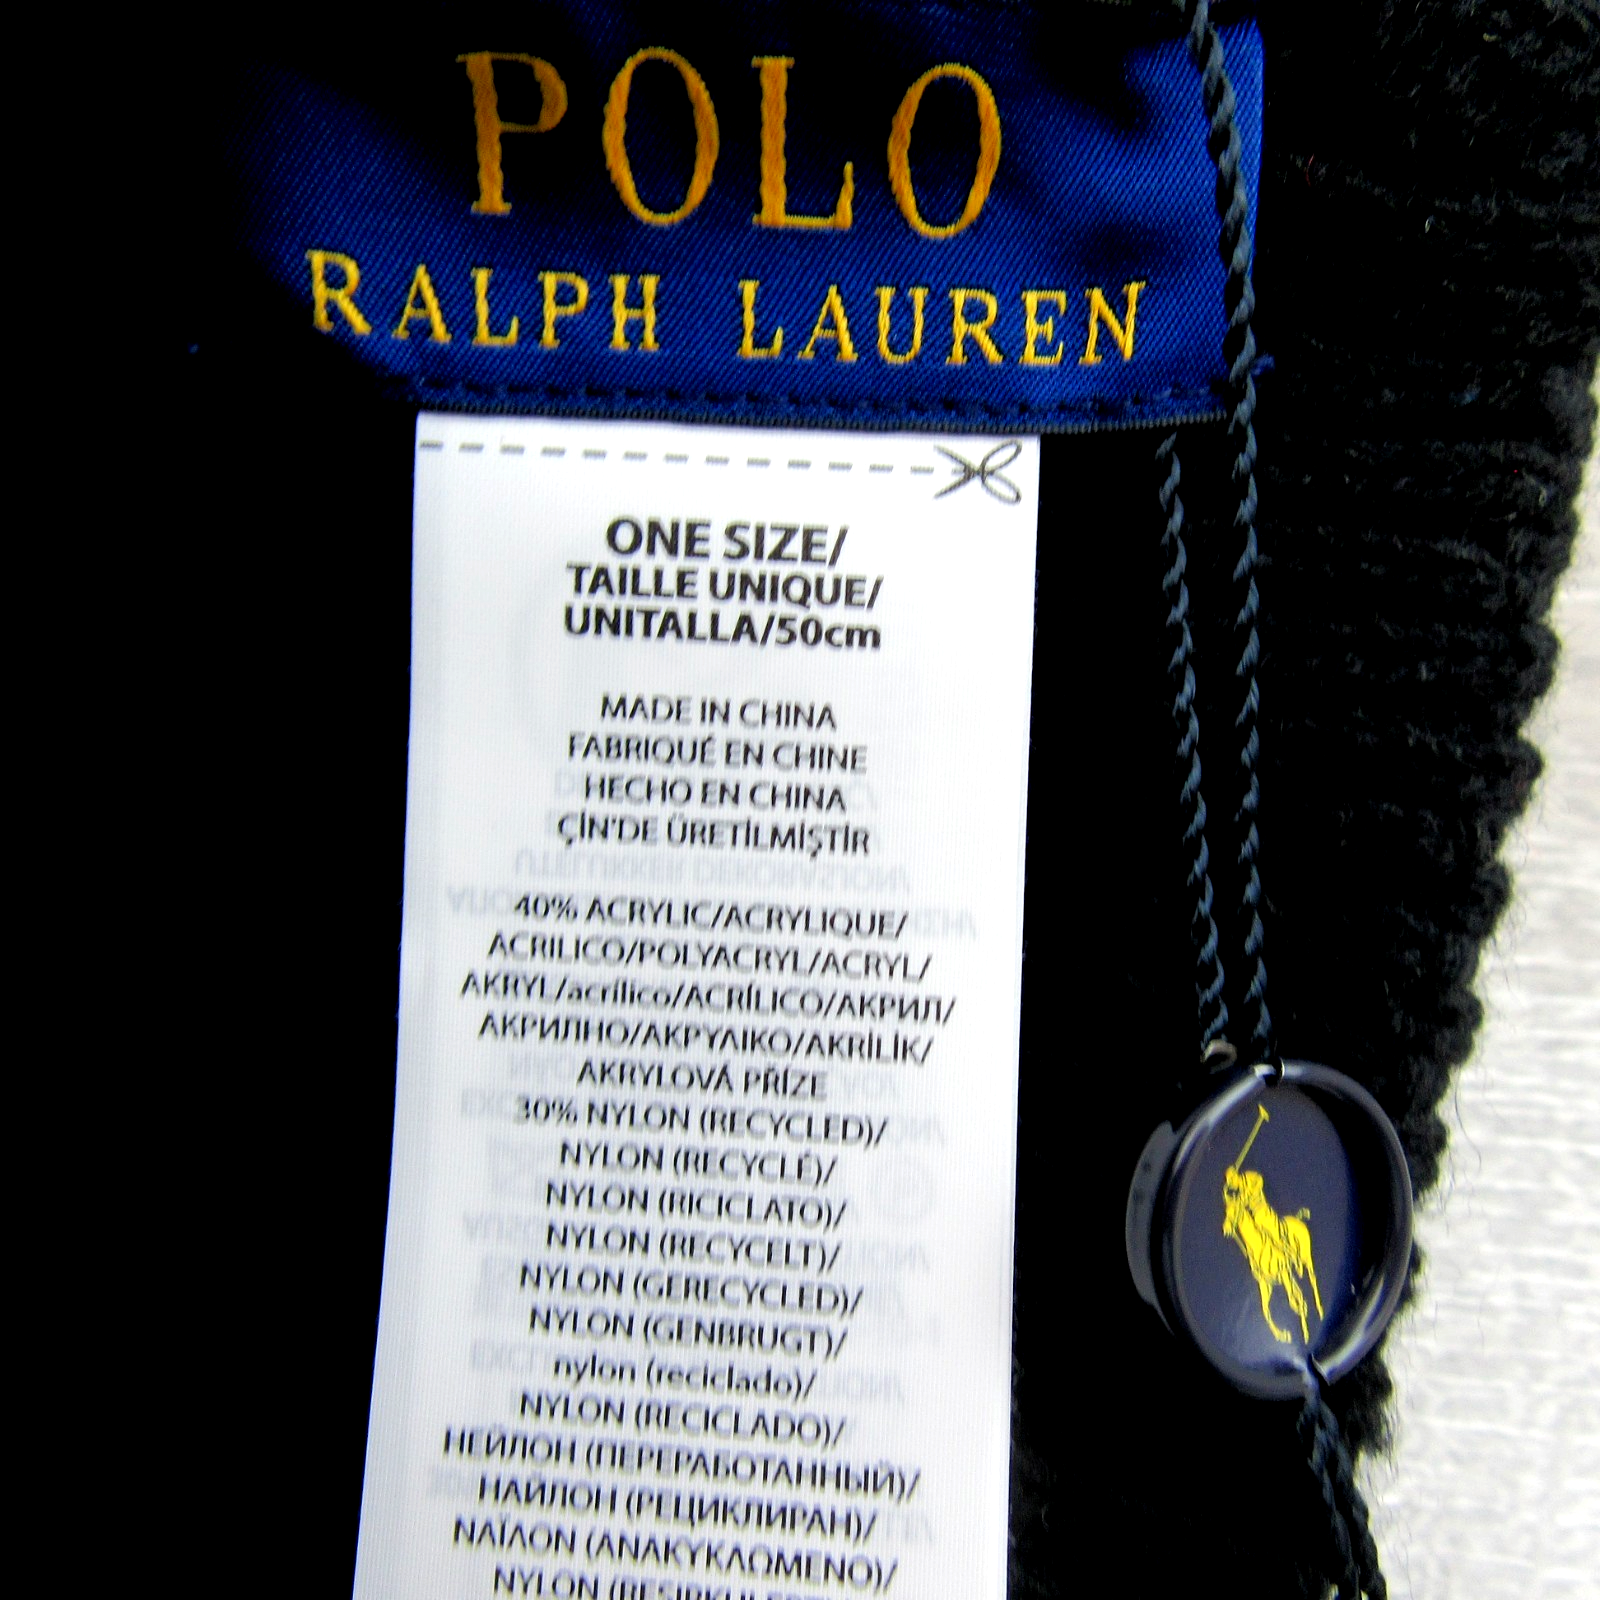 POLO
RALPH LAUREN
ONE SIZE/
TAILLE UNIQUE/
UNITALLA/50cm
MADE IN CHINA
FABRIQUÉ EN CHINE
HECHO EN CHINA
ÇİN'DE ÜRETİLMİŞTİR
40% ACRYLIC/ACRYLIQUE/
ACRILICO/POLYACRYL/ACRYL/
AKRYL/acrílico/ACRÍLICO/АКРИЛ/
АКРИЛНО/ΑΚΡΥΛΙΚΟ/AKRİLİK/
AKRYLOVÁ PŘÍZE
30% NYLON (RECYCLED)/
NYLON (RECYCLÉ)/
NYLON (RICICLATO)/
NYLON (RECYCELT)/
NYLON (GERECYCLED)/
NYLON (GENBRUGT)/
nylon (reciclado)/
NYLON (RECICLADO)/
НЕЙЛОН (ПЕРЕРАБОТАННЫЙ)/
НАЙЛОН (РЕЦИКЛИРАН)/
ΝΑΪΛΟΝ (ΑΝΑΚΥΚΛΩΜΕΝΟ)/
NYLON